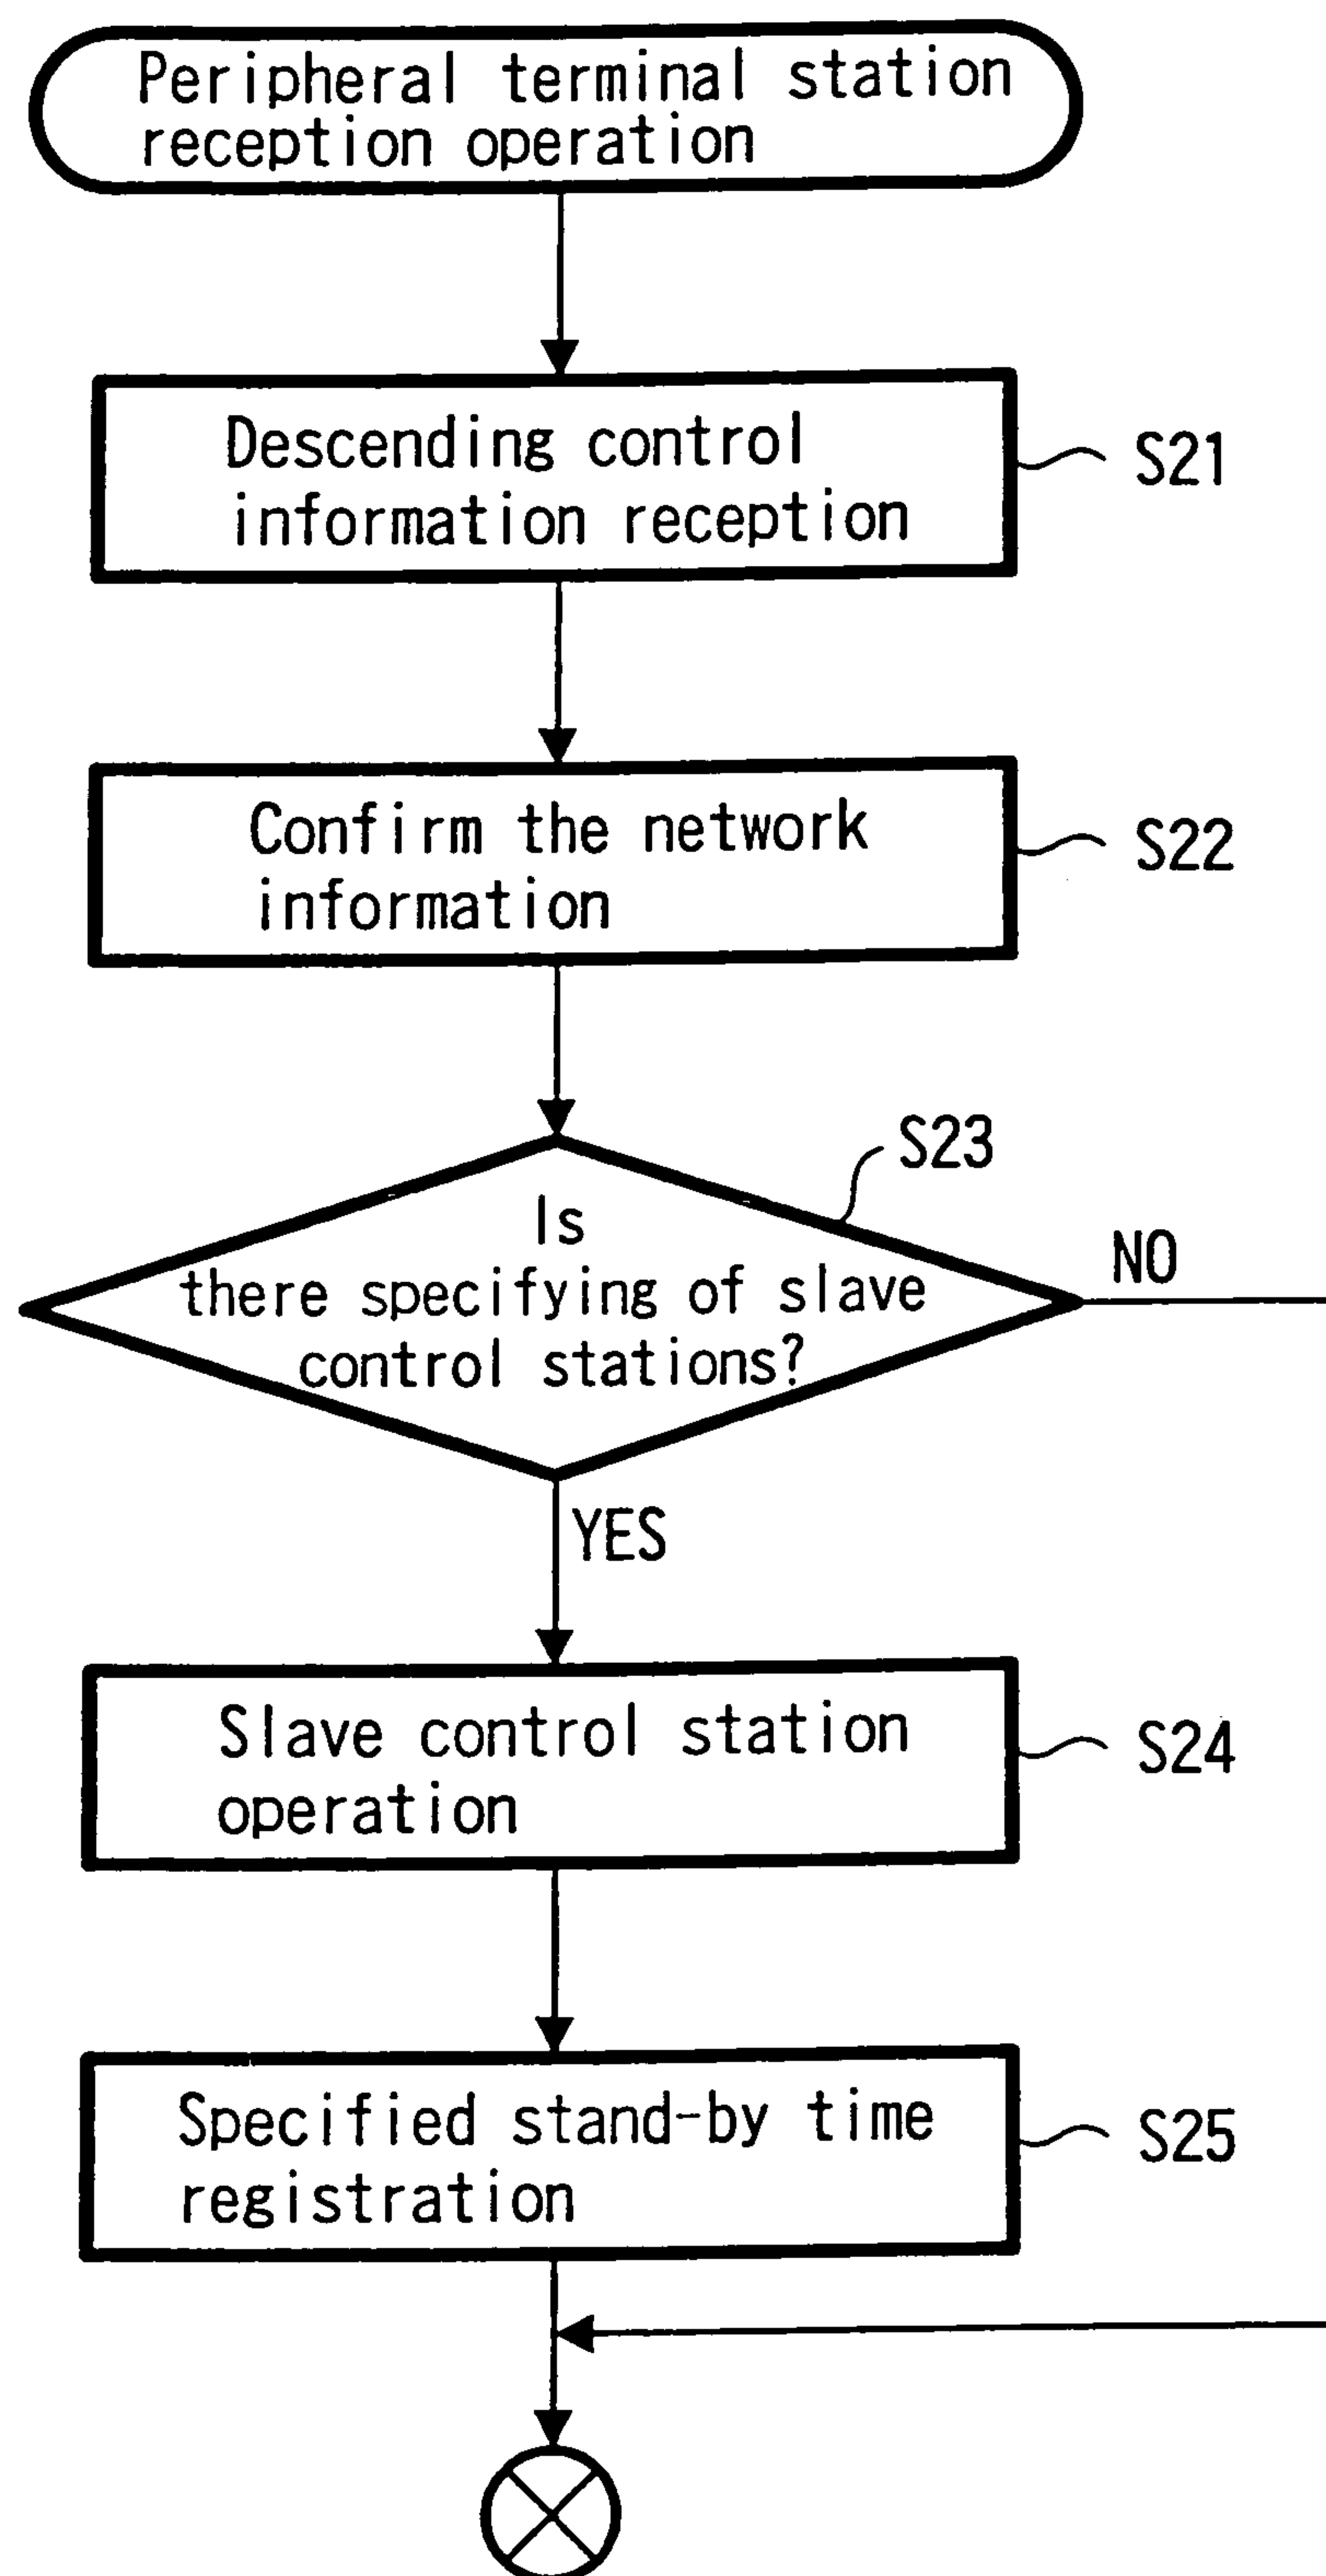 Peripheral terminal station
reception operation
Descending control
information reception
S21
Confirm the network
information
S22
S23
Is
there specifying of slave
control stations?
NO
YES
Slave control station
operation
S24
Specified stand-by time
registration
S25